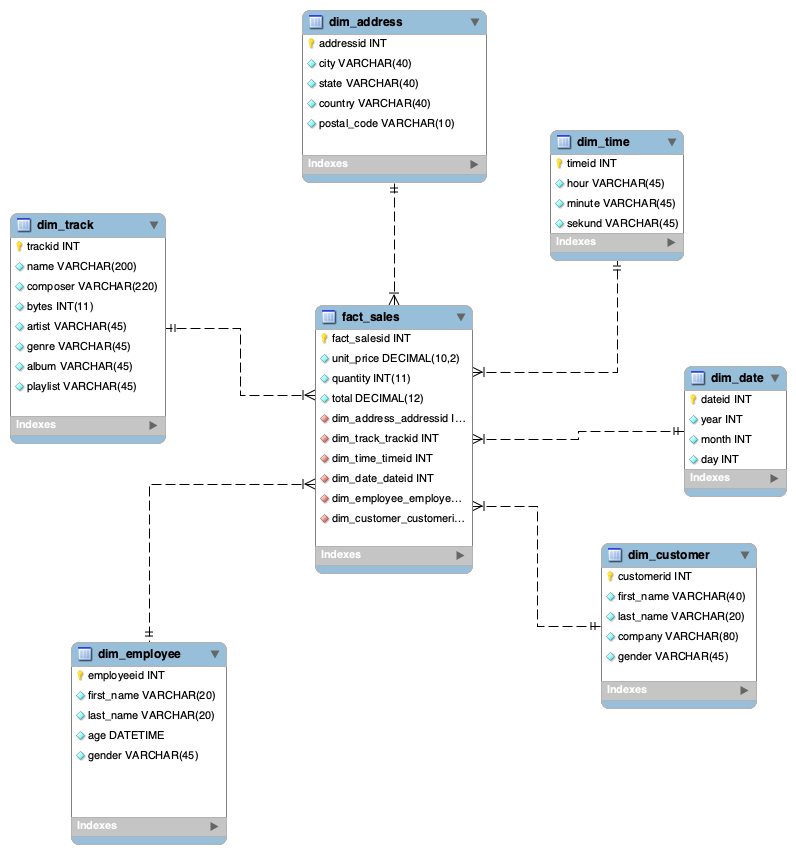 dim_address
addressid INT
city VARCHAR(40)
state VARCHAR(40)
country VARCHAR(40)
postal_code VARCHAR(10)
Indexes
dim_time
timeid INT
hour VARCHAR(45)
minute VARCHAR(45)
sekund VARCHAR(45)
Indexes
dim_track
trackid INT
name VARCHAR(200)
composer VARCHAR(220)
bytes INT(11)
artist VARCHAR(45)
genre VARCHAR(45)
album VARCHAR(45)
playlist VARCHAR(45)
Indexes
fact_sales
fact_salesid INT
unit_price DECIMAL(10,2)
quantity INT(11)
total DECIMAL(12)
dim_address_addressid I...
dim_track_trackid INT
dim_time_timeid INT
dim_date_dateid INT
dim_employee_employe...
dim_customer_customeri...
Indexes
dim_date
dateid INT
year INT
month INT
day INT
Indexes
dim_customer
customerid INT
first_name VARCHAR(40)
last_name VARCHAR(20)
company VARCHAR(80)
gender VARCHAR(45)
Indexes
dim_employee
employeeid INT
first_name VARCHAR(20)
last_name VARCHAR(20)
age DATETIME
gender VARCHAR(45)
Indexes